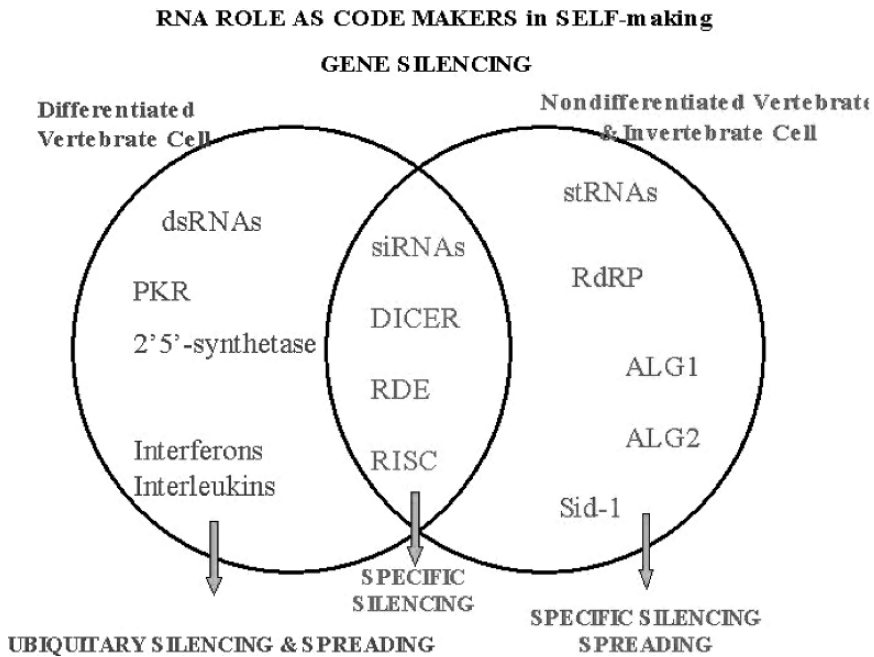 RNA ROLE AS CODE MAKERS in SELF-making
GENE SILENCING
Differentiated
Vertebrate Cell
Nondifferentiated Vertebrate
& Invertebrate Cell
dsRNAs
PKR
2’5’-synthetase
Interferons
Interleukins
siRNAs
DICER
RDE
RISC
stRNAs
RdRP
ALG1
ALG2
Sid-1
UBIQUITARY SILENCING & SPREADING
SPECIFIC
SILENCING
SPECIFIC SILENCING
SPREADING